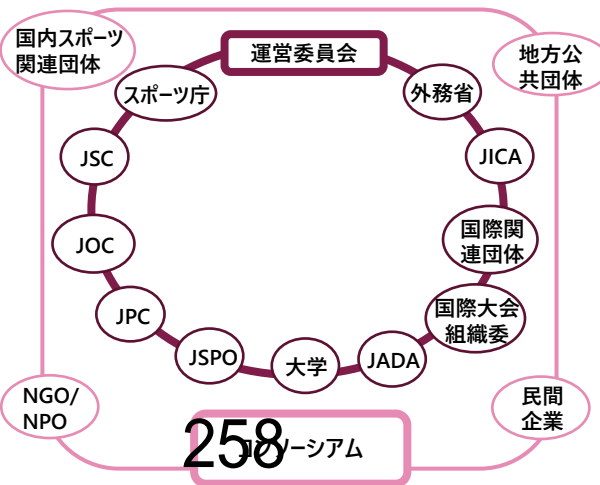 国内スポーツ
関連団体
運営委員会
地方公
共団体
スポーツ庁
外務省
JSC
JICA
JOC
国際関
連団体
JPC
国際大会
組織委
JSPO
大学
JADA
NGO/
NPO
民間
企業
258
コンソーシアム